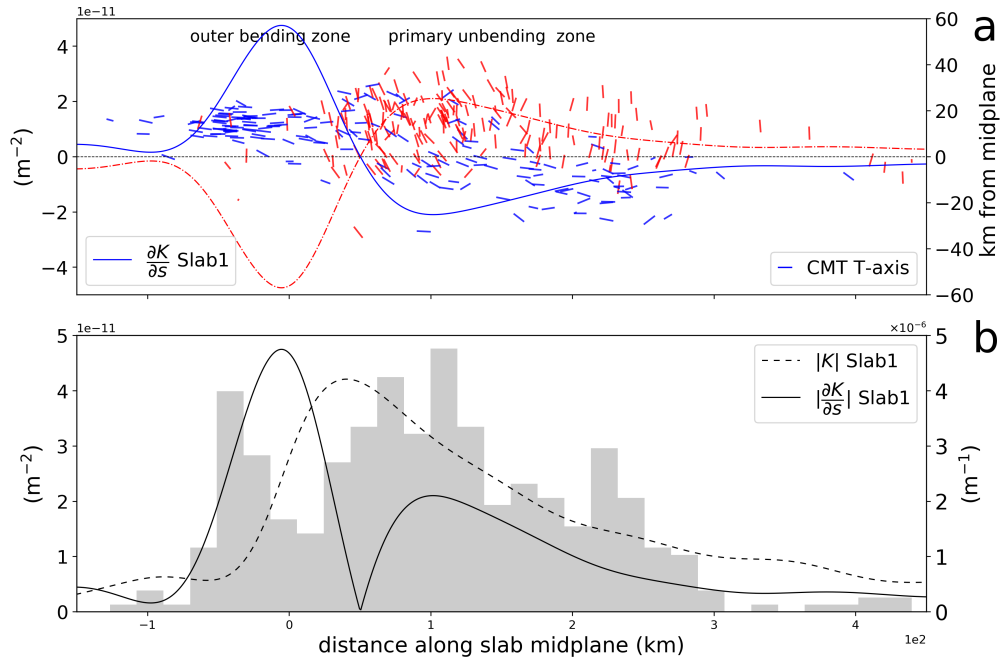 1e−11
a
outer bending zone
primary unbending zone
4
2
0
−2
−4
(m⁻²)
60
40
20
0
−20
−40
−60
km from midplane
∂K/∂s Slab1
CMT T-axis
1e−11
×10⁻⁶
b
5
4
3
2
1
0
(m⁻²)
5
4
3
2
1
0
(m⁻¹)
|K| Slab1
|∂K/∂s| Slab1
−1
0
1
2
3
4
1e2
distance along slab midplane (km)